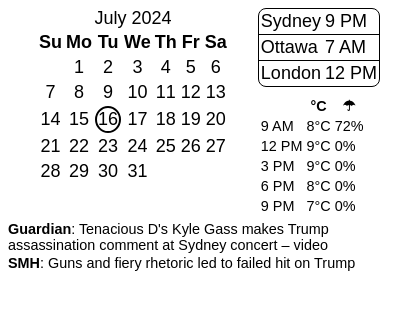 July 2024
Su Mo Tu We Th Fr Sa
1 2 3 4 5 6
7 8 9 10 11 12 13
14 15 16 17 18 19 20
21 22 23 24 25 26 27
28 29 30 31
Sydney 9 PM
Ottawa 7 AM
London 12 PM
°C ☂
9 AM 8°C 72%
12 PM 9°C 0%
3 PM 9°C 0%
6 PM 8°C 0%
9 PM 7°C 0%
Guardian: Tenacious D's Kyle Gass makes Trump
assassination comment at Sydney concert – video
SMH: Guns and fiery rhetoric led to failed hit on Trump